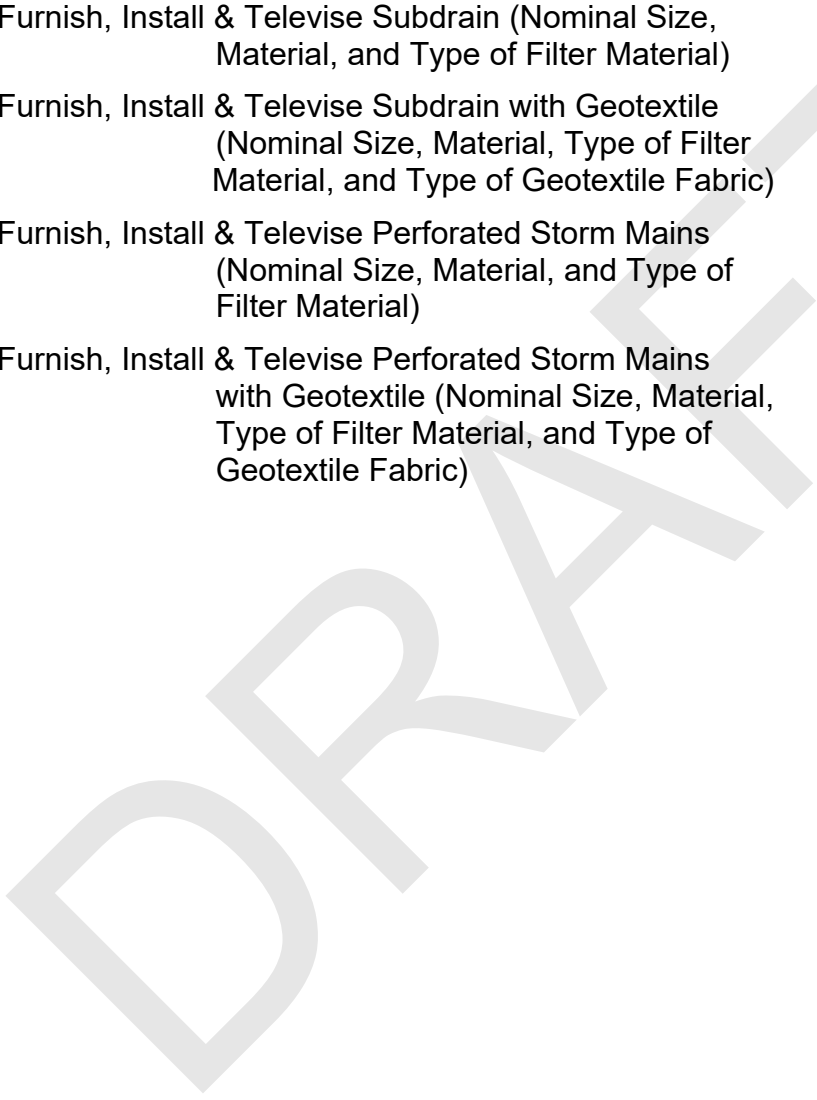 Furnish, Install & Televise Subdrain (Nominal Size,
Material, and Type of Filter Material)
Furnish, Install & Televise Subdrain with Geotextile
(Nominal Size, Material, Type of Filter
Material, and Type of Geotextile Fabric)
Furnish, Install & Televise Perforated Storm Mains
(Nominal Size, Material, and Type of
Filter Material)
Furnish, Install & Televise Perforated Storm Mains
with Geotextile (Nominal Size, Material,
Type of Filter Material, and Type of
Geotextile Fabric)
DRAFT